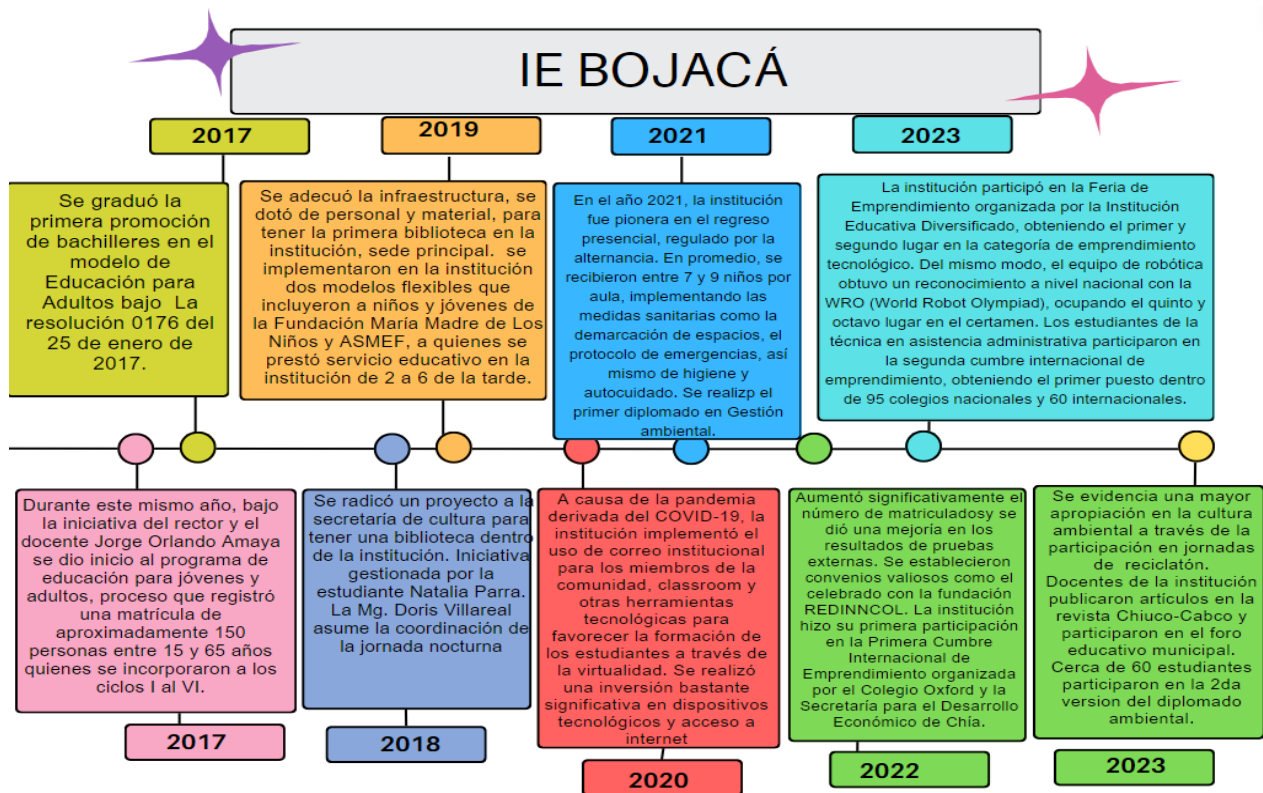 IE BOJACÁ
2017
Se graduó la
primera promoción
de bachilleres en el
modelo de
Educación para
Adultos bajo La
resolución 0176 del
25 de enero de
2017.
2019
Se adecuó la infraestructura, se
dotó de personal y material, para
tener la primera biblioteca en la
institución, sede principal. se
implementaron en la institución
dos modelos flexibles que
incluyeron a niños y jóvenes de
la Fundación María Madre de Los
Niños y ASMEF, a quienes se
prestó servicio educativo en la
institución de 2 a 6 de la tarde.
2021
En el año 2021, la institución
fue pionera en el regreso
presencial, regulado por la
alternancia. En promedio, se
recibieron entre 7 y 9 niños por
aula, implementando las
medidas sanitarias como la
demarcación de espacios, el
protocolo de emergencias, así
mismo de higiene y
autocuidado. Se realizp el
primer diplomado en Gestión
ambiental.
2023
La institución participó en la Feria de
Emprendimiento organizada por la Institución
Educativa Diversificado, obteniendo el primer y
segundo lugar en la categoría de emprendimiento
tecnológico. Del mismo modo, el equipo de robótica
obtuvo un reconocimiento a nivel nacional con la
WRO (World Robot Olympiad), ocupando el quinto y
octavo lugar en el certamen. Los estudiantes de la
técnica en asistencia administrativa participaron en
la segunda cumbre internacional de
emprendimiento, obteniendo el primer puesto dentro
de 95 colegios nacionales y 60 internacionales.
Durante este mismo año, bajo
la iniciativa del rector y el
docente Jorge Orlando Amaya
se dio inicio al programa de
educación para jóvenes y
adultos, proceso que registró
una matrícula de
aproximadamente 150
personas entre 15 y 65 años
quienes se incorporaron a los
ciclos I al VI.
2017
Se radicó un proyecto a la
secretaría de cultura para
tener una biblioteca dentro
de la institución. Iniciativa
gestionada por la
estudiante Natalia Parra.
La Mg. Doris Villareal
asume la coordinación de
la jornada nocturna
2018
A causa de la pandemia
derivada del COVID-19, la
institución implementó el
uso de correo institucional
para los miembros de la
comunidad, classroom y
otras herramientas
tecnológicas para
favorecer la formación de
los estudiantes a través de
la virtualidad. Se realizó
una inversión bastante
significativa en dispositivos
tecnológicos y acceso a
internet
2020
Aumentó significativamente el
número de matriculadosy se
dió una mejoría en los
resultados de pruebas
externas. Se establecieron
convenios valiosos como el
celebrado con la fundación
REDINNCOL. La institución
hizo su primera participación
en la Primera Cumbre
Internacional de
Emprendimiento organizada
por el Colegio Oxford y la
Secretaría para el Desarrollo
Económico de Chía.
2022
Se evidencia una mayor
apropiación en la cultura
ambiental a través de la
participación en jornadas
de reciclatón.
Docentes de la institución
publicaron artículos en la
revista Chiuco-Cabco y
participaron en el foro
educativo municipal.
Cerca de 60 estudiantes
participaron en la 2da
version del diplomado
ambiental.
2023